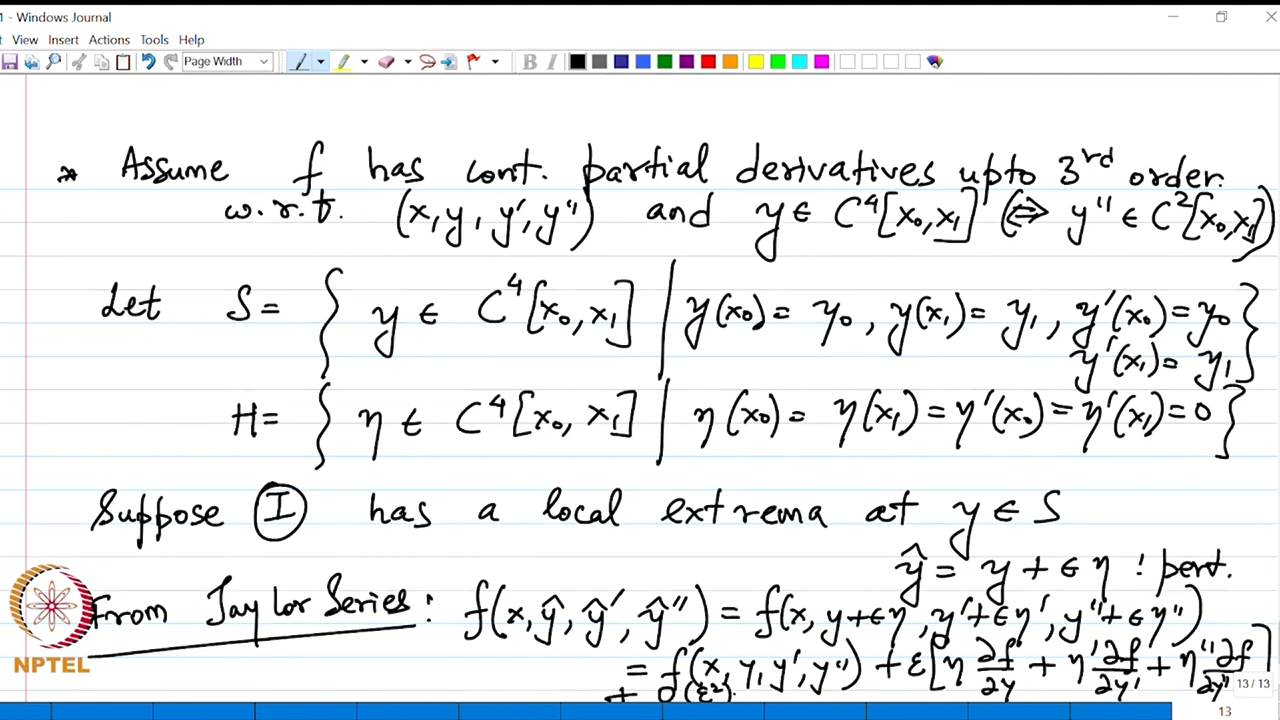 1 - Windows Journal
t View Insert Actions Tools Help
Page Width
* Assume f has cont. partial derivatives upto 3rd order.
w.r.t. (x, y, y', y'') and y ∈ C⁴[x₀, x₁] (⇔ y'' ∈ C²[x₀, x₁])
Let S = { y ∈ C⁴[x₀, x₁] | y(x₀) = y₀, y(x₁) = y₁, y'(x₀) = y₀
y'(x₁) = y₁ }
H = { η ∈ C⁴[x₀, x₁] | η(x₀) = η(x₁) = η'(x₀) = η'(x₁) = 0 }
Suppose (I) has a local extrema at y ∈ S
ŷ = y + ϵ η : pert.
From Taylor Series : f(x, ŷ, ŷ', ŷ'') = f(x, y+ϵη, y'+ϵη', y''+ϵη'')
= f(x, y, y', y'') + ε[η ∂f/∂y + η' ∂f/∂y' + η'' ∂f/∂y'']
+ O(ε²).
NPTEL
13/13
13